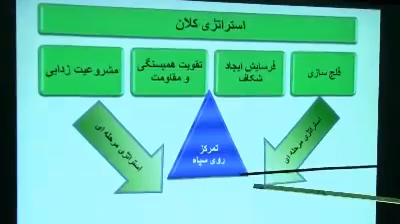 استراتژی کلان
فلج سازی
فرسایش ایجاد
شکاف
تقویت همبستگی
و مقاومت
مشروعیت زدایی
استراتژی مرحله ای
تمرکز
روی سپاه
استراتژی مرحله ای